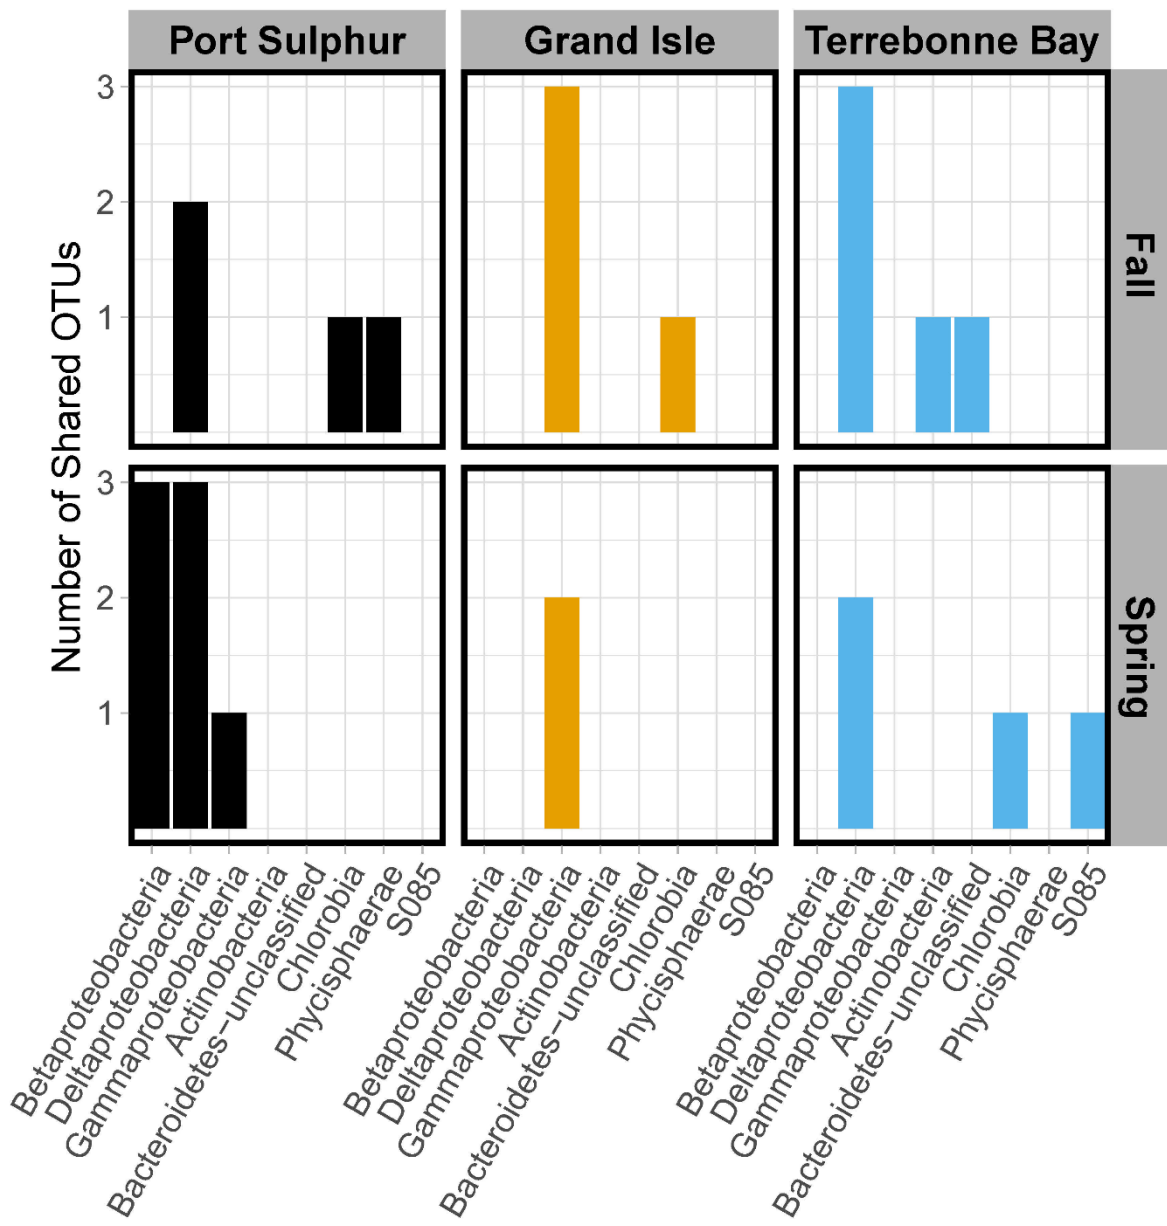 Port Sulphur
Grand Isle
Terrebonne Bay
3
2
1
Fall
Number of Shared OTUs
3
2
1
Spring
Betaproteobacteria
Deltaproteobacteria
Gammaproteobacteria
Actinobacteria
Bacteroidetes−unclassified
Chlorobia
Phycisphaerae
S085
Betaproteobacteria
Deltaproteobacteria
Gammaproteobacteria
Actinobacteria
Bacteroidetes−unclassified
Chlorobia
Phycisphaerae
S085
Betaproteobacteria
Deltaproteobacteria
Gammaproteobacteria
Actinobacteria
Bacteroidetes−unclassified
Chlorobia
Phycisphaerae
S085